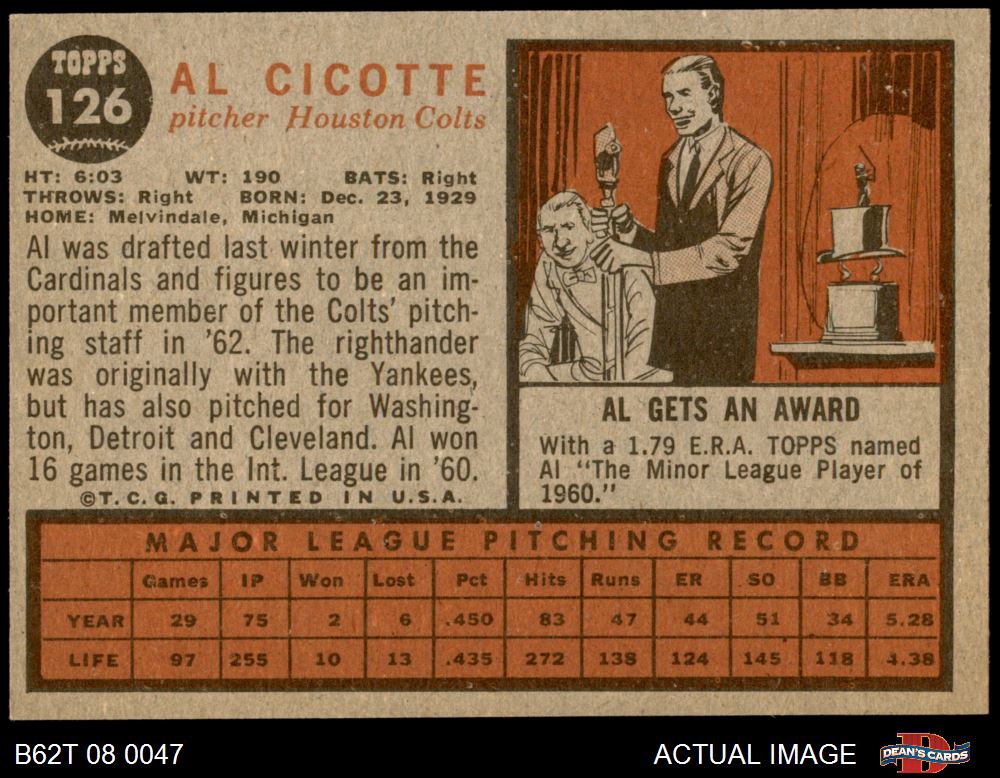 TOPPS
126
AL CICOTTE
pitcher Houston Colts
HT: 6:03 WT: 190 BATS: Right
THROWS: Right BORN: Dec. 23, 1929
HOME: Melvindale, Michigan
Al was drafted last winter from the
Cardinals and figures to be an im-
portant member of the Colts' pitch-
ing staff in '62. The righthander
was originally with the Yankees,
but has also pitched for Washing-
ton, Detroit and Cleveland. Al won
16 games in the Int. League in '60.
©T.C.G. PRINTED IN U.S.A.
AL GETS AN AWARD
With a 1.79 E.R.A. TOPPS named
Al "The Minor League Player of
1960."
MAJOR LEAGUE PITCHING RECORD
Games IP Won Lost Pct Hits Runs ER SO BB ERA
YEAR 29 75 2 6 .450 83 47 44 51 34 5.28
LIFE 97 255 10 13 .435 272 138 124 145 118 4.38
B62T 08 0047
ACTUAL IMAGE
DEAN'S CARDS